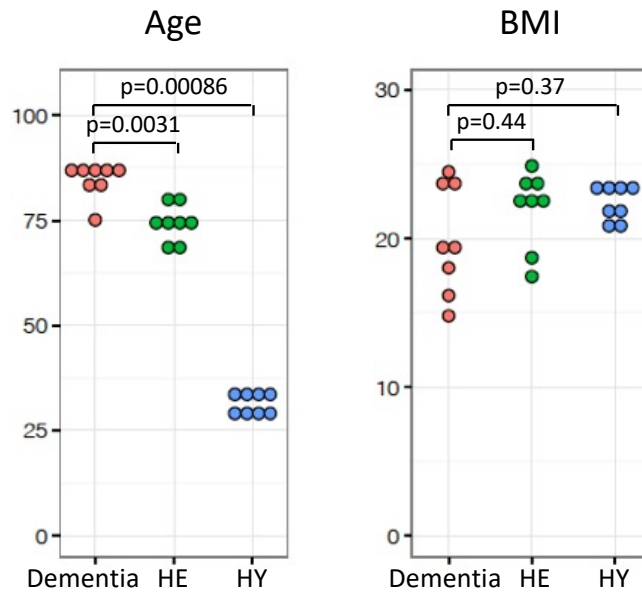 Age
p=0.00086
p=0.0031
100
75
50
25
0
Dementia HE HY
BMI
p=0.37
p=0.44
30
20
10
0
Dementia HE HY